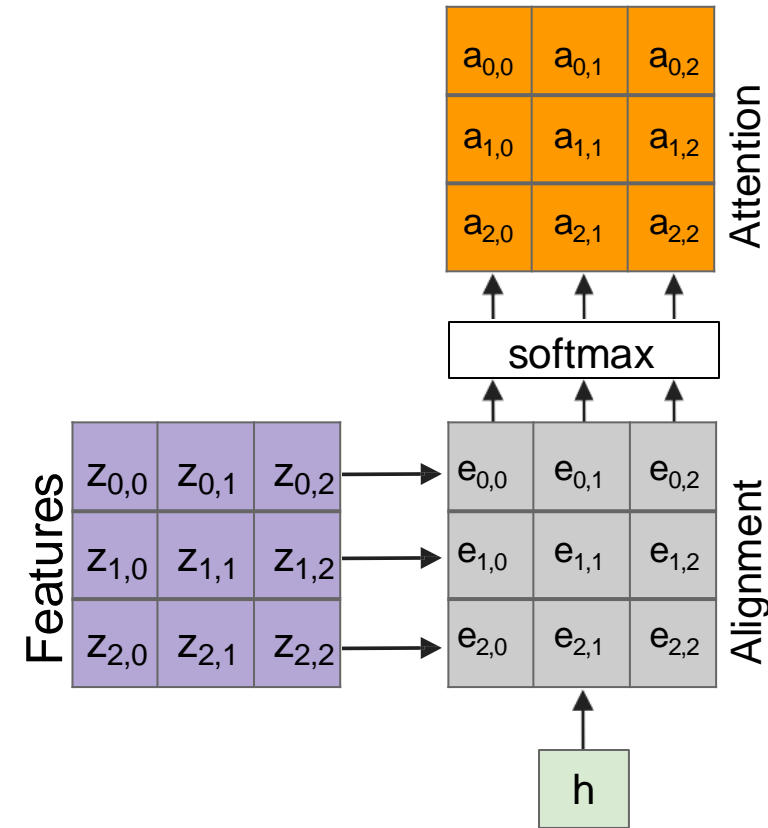 a0,0 a0,1 a0,2
a1,0 a1,1 a1,2
a2,0 a2,1 a2,2
Attention
softmax
Features
z0,0 z0,1 z0,2
z1,0 z1,1 z1,2
z2,0 z2,1 z2,2
e0,0 e0,1 e0,2
e1,0 e1,1 e1,2
e2,0 e2,1 e2,2
Alignment
h